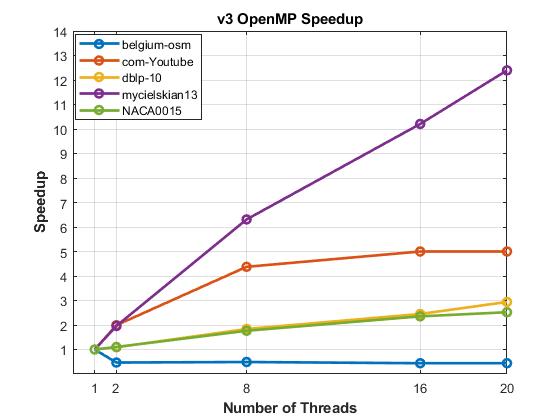 v3 OpenMP Speedup
14
13
12
11
10
9
8
7
6
5
4
3
2
1
Speedup
belgium-osm
com-Youtube
dblp-10
mycielskian13
NACA0015
1 2 8 16 20
Number of Threads